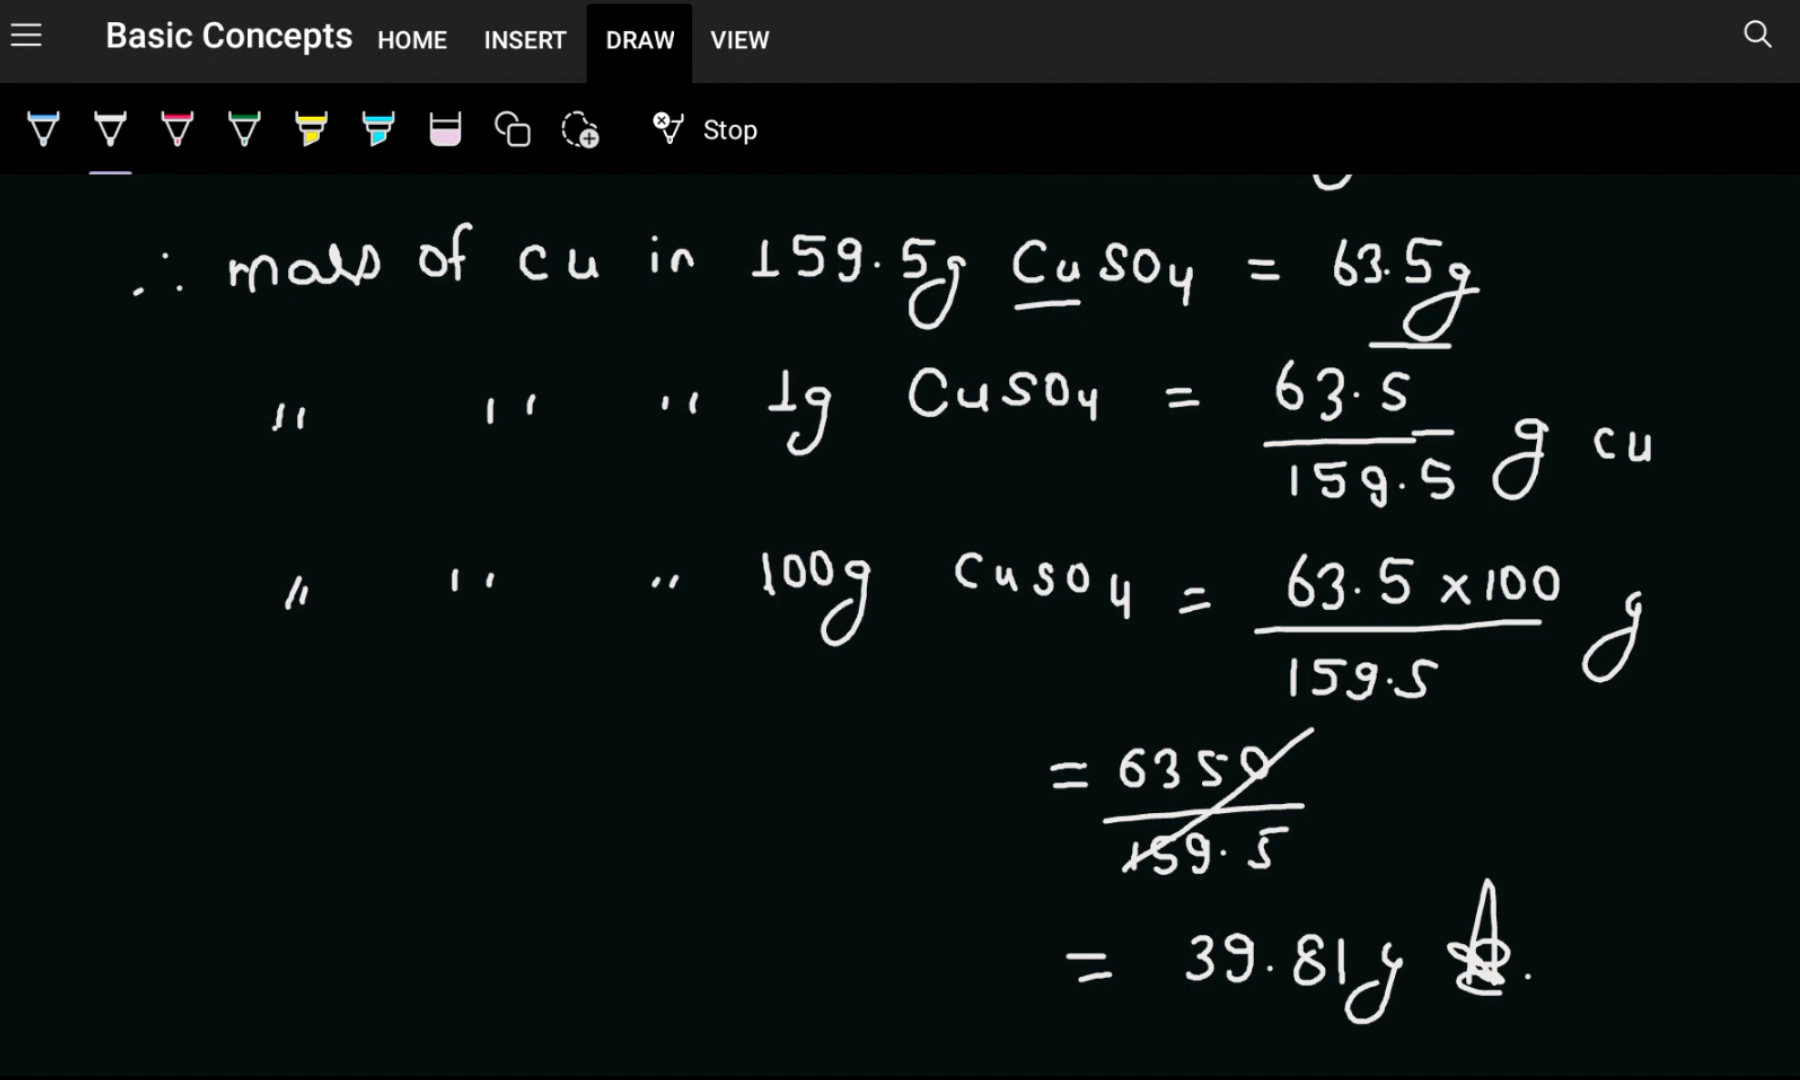 Basic Concepts HOME INSERT DRAW VIEW
Stop
∴ mass of cu in 159.5g CuSO4 = 63.5g
" " " 1g CuSO4 = 63.5/159.5 g cu
" " " 100g CuSO4 = 63.5 x 100/159.5 g
= 6350/159.5
= 39.81g